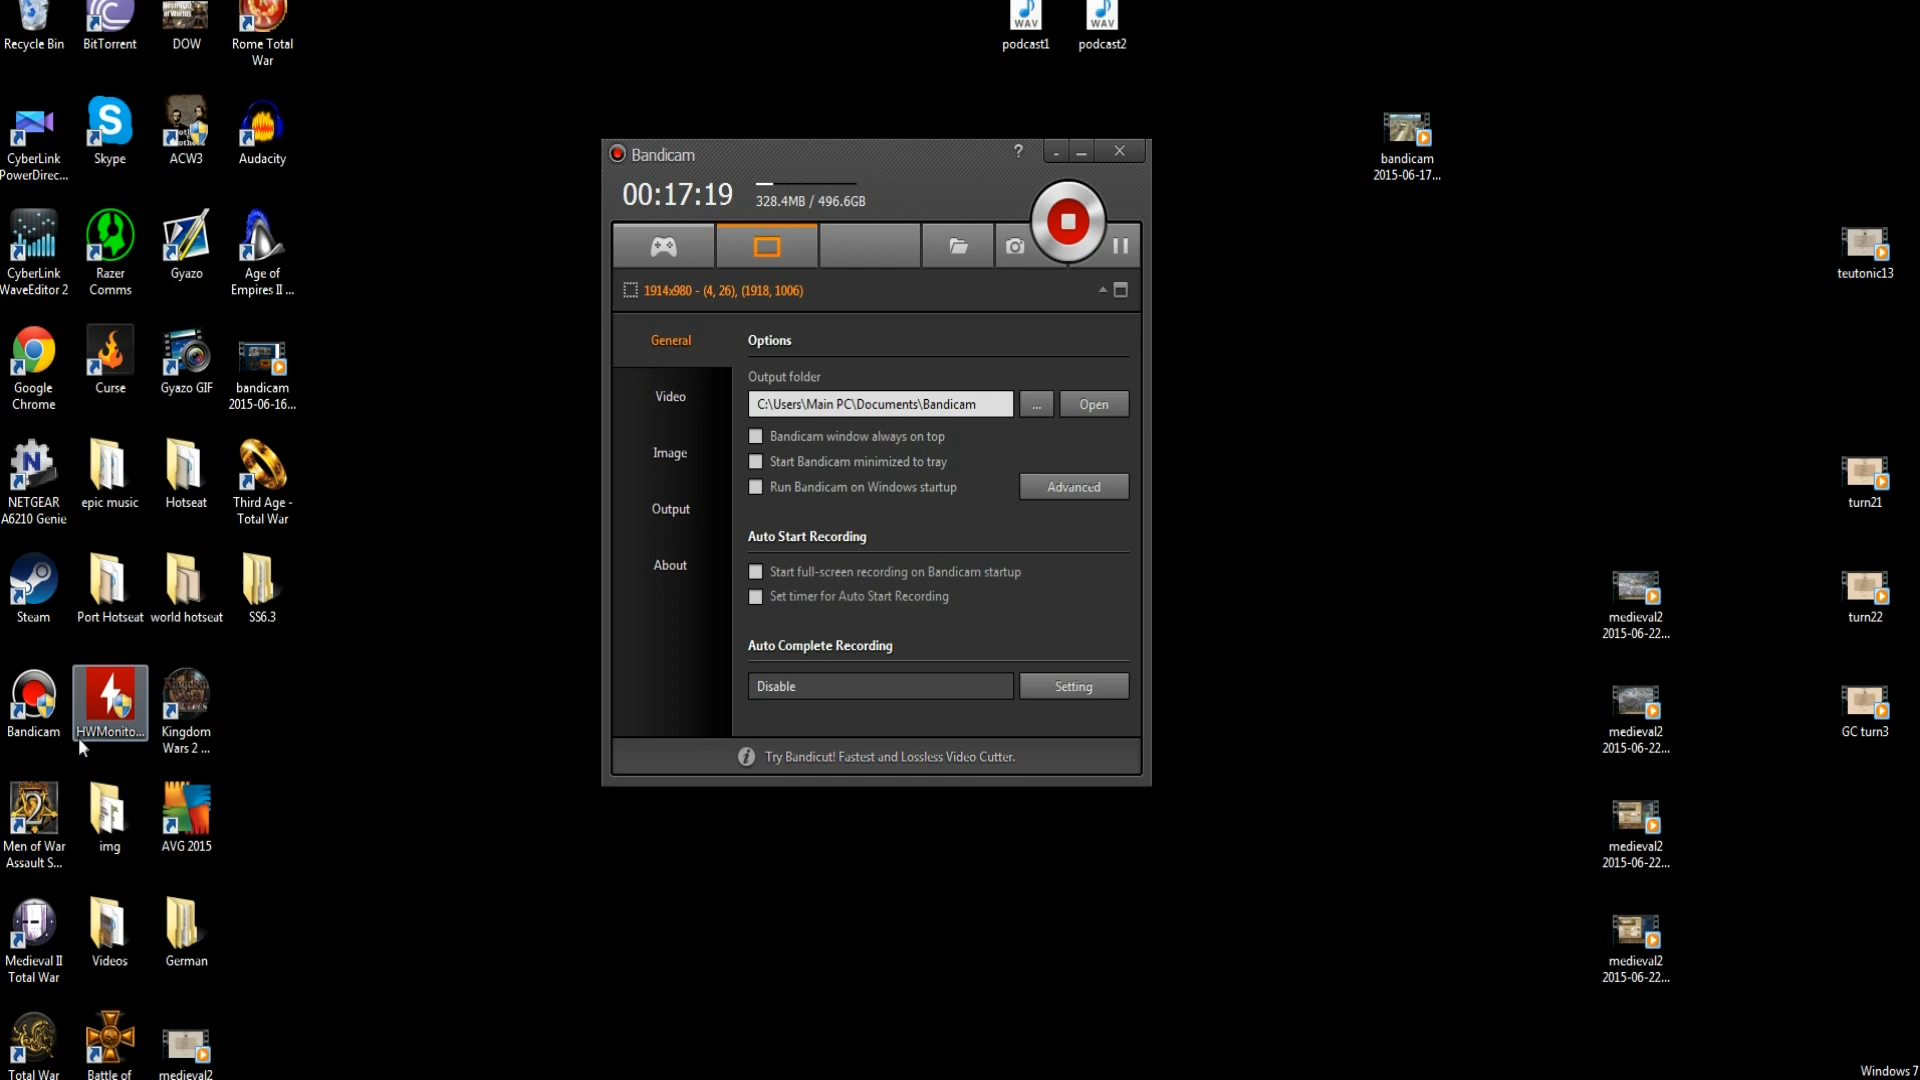 Recycle Bin
BitTorrent
DOW
Rome Total
War
podcast1
podcast2
CyberLink
PowerDirec...
Skype
ACW3
Audacity
bandicam
2015-06-17...
CyberLink
WaveEditor 2
Razer
Comms
Gyazo
Age of
Empires II ...
teutonic13
Google
Chrome
Curse
Gyazo GIF
bandicam
2015-06-16...
NETGEAR
A6210 Genie
epic music
Hotseat
Third Age -
Total War
turn21
Steam
Port Hotseat
world hotseat
SS6.3
medieval2
2015-06-22...
turn22
Bandicam
HWMonito...
Kingdom
Wars 2 ...
medieval2
2015-06-22...
GC turn3
Men of War
Assault S...
img
AVG 2015
medieval2
2015-06-22...
Medieval II
Total War
Videos
German
medieval2
2015-06-22...
Total War
Battle of
medieval2
WAV
WAV
Bandicam
?
00:17:19
328.4MB / 496.6GB
1914x980 - (4, 26), (1918, 1006)
General
Video
Image
Output
About
Options
Output folder
C:\Users\Main PC\Documents\Bandicam
...
Open
Bandicam window always on top
Start Bandicam minimized to tray
Run Bandicam on Windows startup
Advanced
Auto Start Recording
Start full-screen recording on Bandicam startup
Set timer for Auto Start Recording
Auto Complete Recording
Disable
Setting
Try Bandicut! Fastest and Lossless Video Cutter.
Windows 7